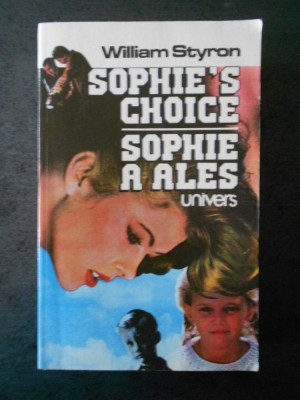 William Styron
SOPHIE'S
CHOICE
SOPHIE
A ALES
univers